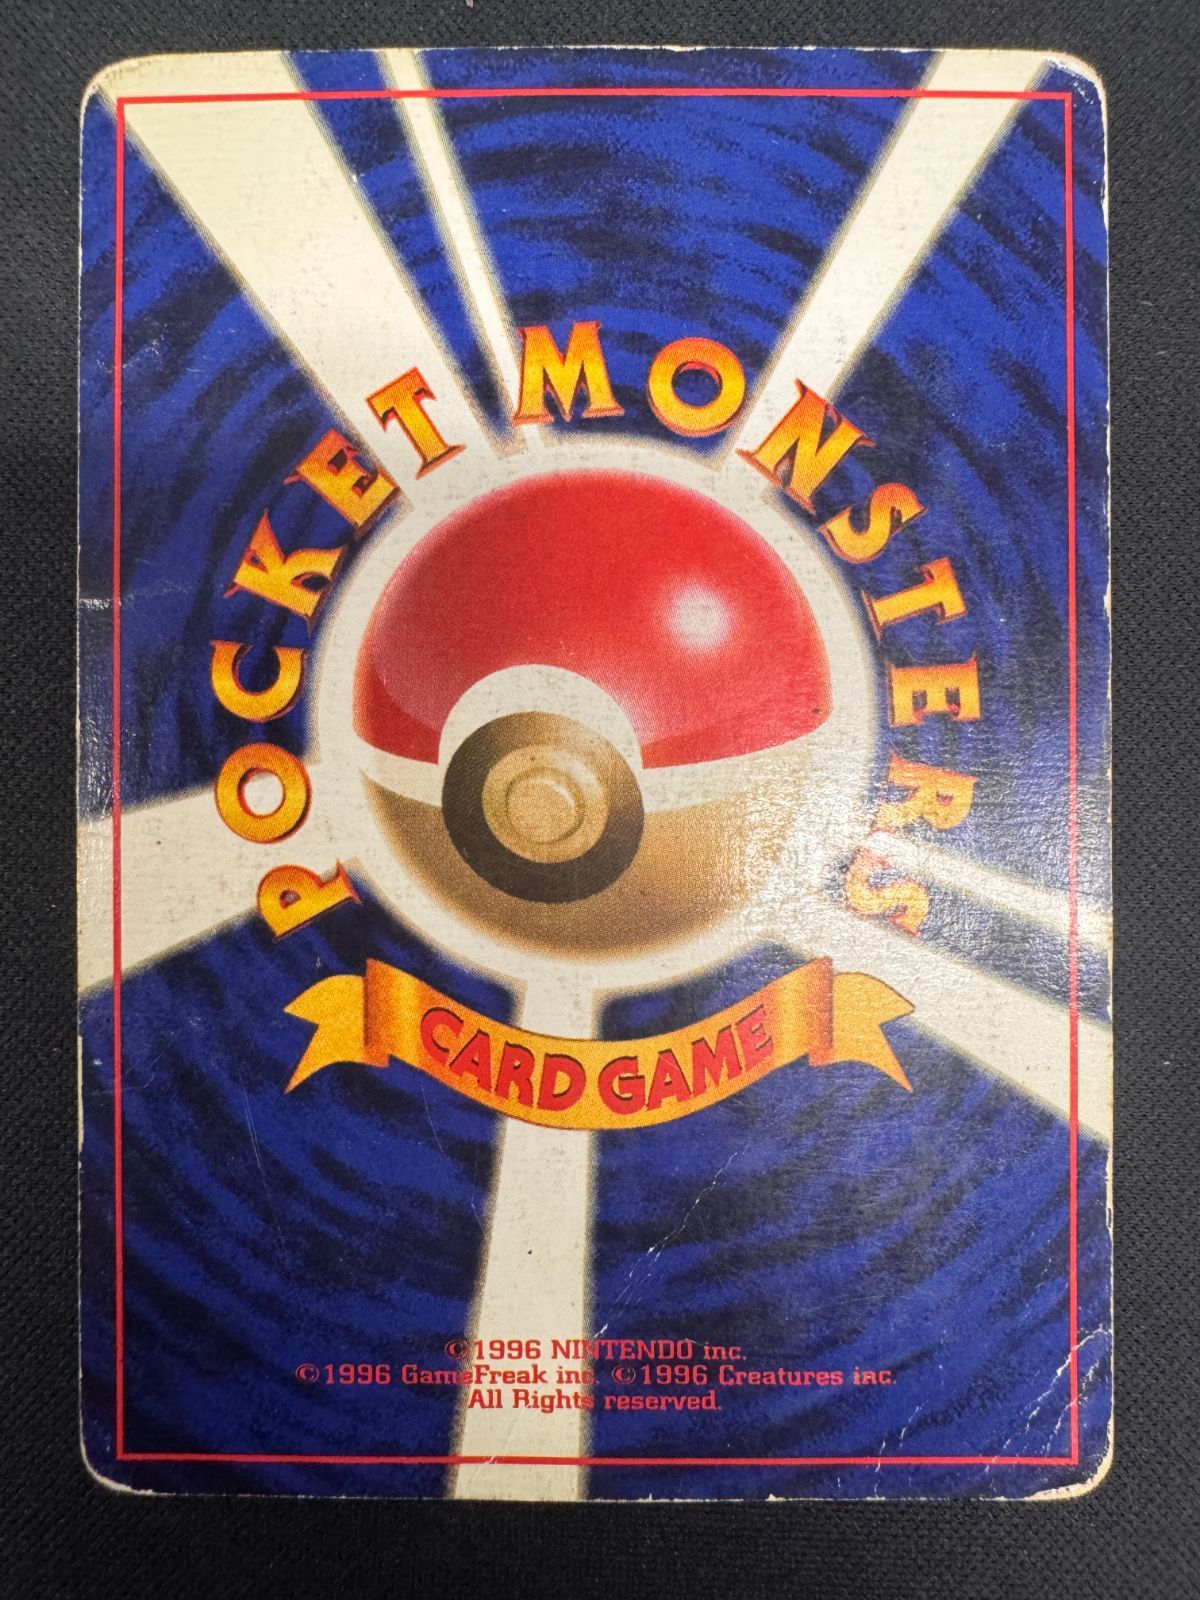 POCKET MONSTERS
CARD GAME
©1996 NINTENDO inc.
©1996 GameFreak inc. ©1996 Creatures inc.
All Rights reserved.